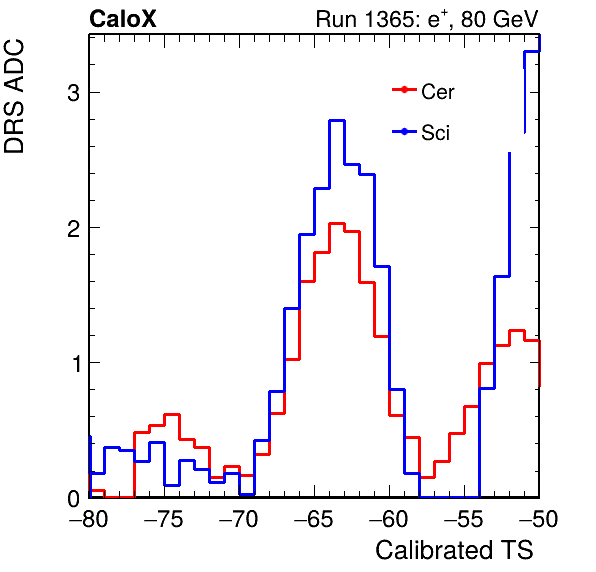 CaloX
Run 1365: e⁺, 80 GeV
DRS ADC
3
2
1
0
Cer
Sci
−80 −75 −70 −65 −60 −55 −50
Calibrated TS